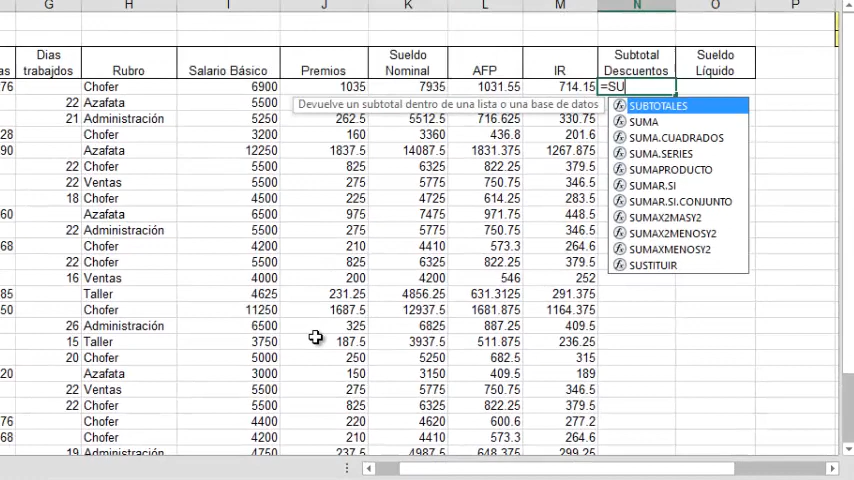 G H I J K L M N O P
Dias Sueldo Subtotal Sueldo
as trabajdos Rubro Salario Básico Premios Nominal AFP IR Descuentos Líquido
76 Chofer 6900 1035 7935 1031.55 714.15 =SU
22 Azafata 5500 Devuelve un subtotal dentro de una lista o una base de datos SUBTOTALES
21 Administración 5250 262.5 5512.5 716.625 330.75 SUMA
28 Chofer 3200 160 3360 436.8 201.6 SUMA.CUADRADOS
90 Azafata 12250 1837.5 14087.5 1831.375 1267.875 SUMA.SERIES
22 Chofer 5500 825 6325 822.25 379.5 SUMAPRODUCTO
22 Ventas 5500 275 5775 750.75 346.5 SUMAR.SI
18 Chofer 4500 225 4725 614.25 283.5 SUMAR.SI.CONJUNTO
60 Azafata 6500 975 7475 971.75 448.5 SUMAX2MASY2
22 Administración 5500 275 5775 750.75 346.5 SUMAX2MENOSY2
68 Chofer 4200 210 4410 573.3 264.6 SUMAXMENOSY2
22 Chofer 5500 825 6325 822.25 379.5 SUSTITUIR
16 Ventas 4000 200 4200 546 252
85 Taller 4625 231.25 4856.25 631.3125 291.375
50 Chofer 11250 1687.5 12937.5 1681.875 1164.375
26 Administración 6500 325 6825 887.25 409.5
15 Taller 3750 187.5 3937.5 511.875 236.25
20 Chofer 5000 250 5250 682.5 315
20 Azafata 3000 150 3150 409.5 189
22 Ventas 5500 275 5775 750.75 346.5
22 Chofer 5500 825 6325 822.25 379.5
76 Chofer 4400 220 4620 600.6 277.2
68 Chofer 4200 210 4410 573.3 264.6
19 Administración 4750 237.5 4987.5 648.375 299.25